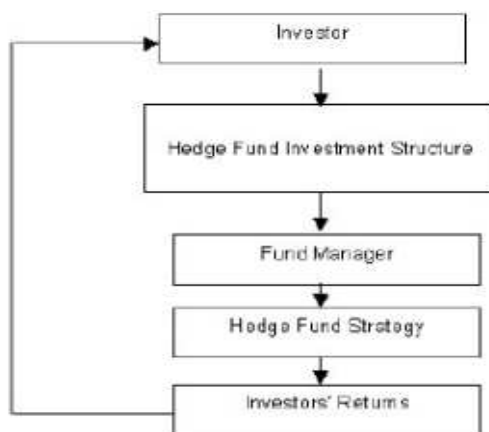 Investor
Hedge Fund Investment Structure
Fund Manager
Hedge Fund Strategy
Investors' Returns